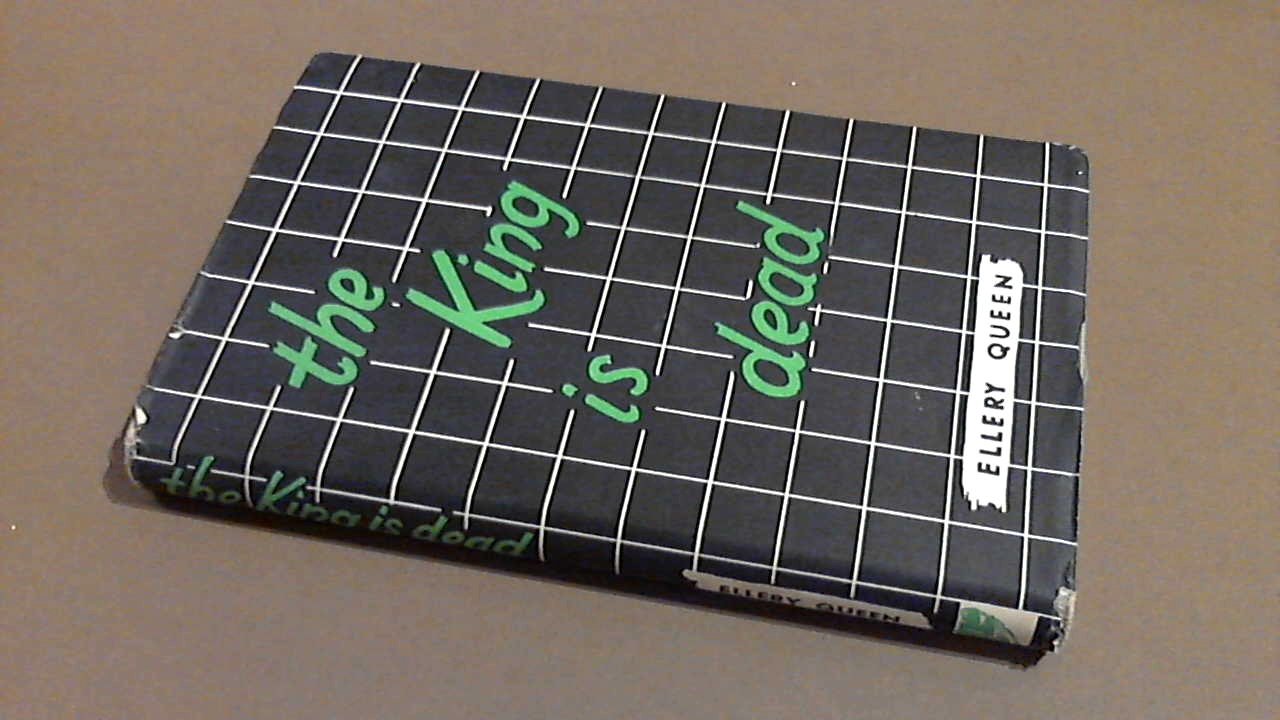 the
King
is
dead
ELLERY QUEEN
the King is dead
ELLERY QUEEN